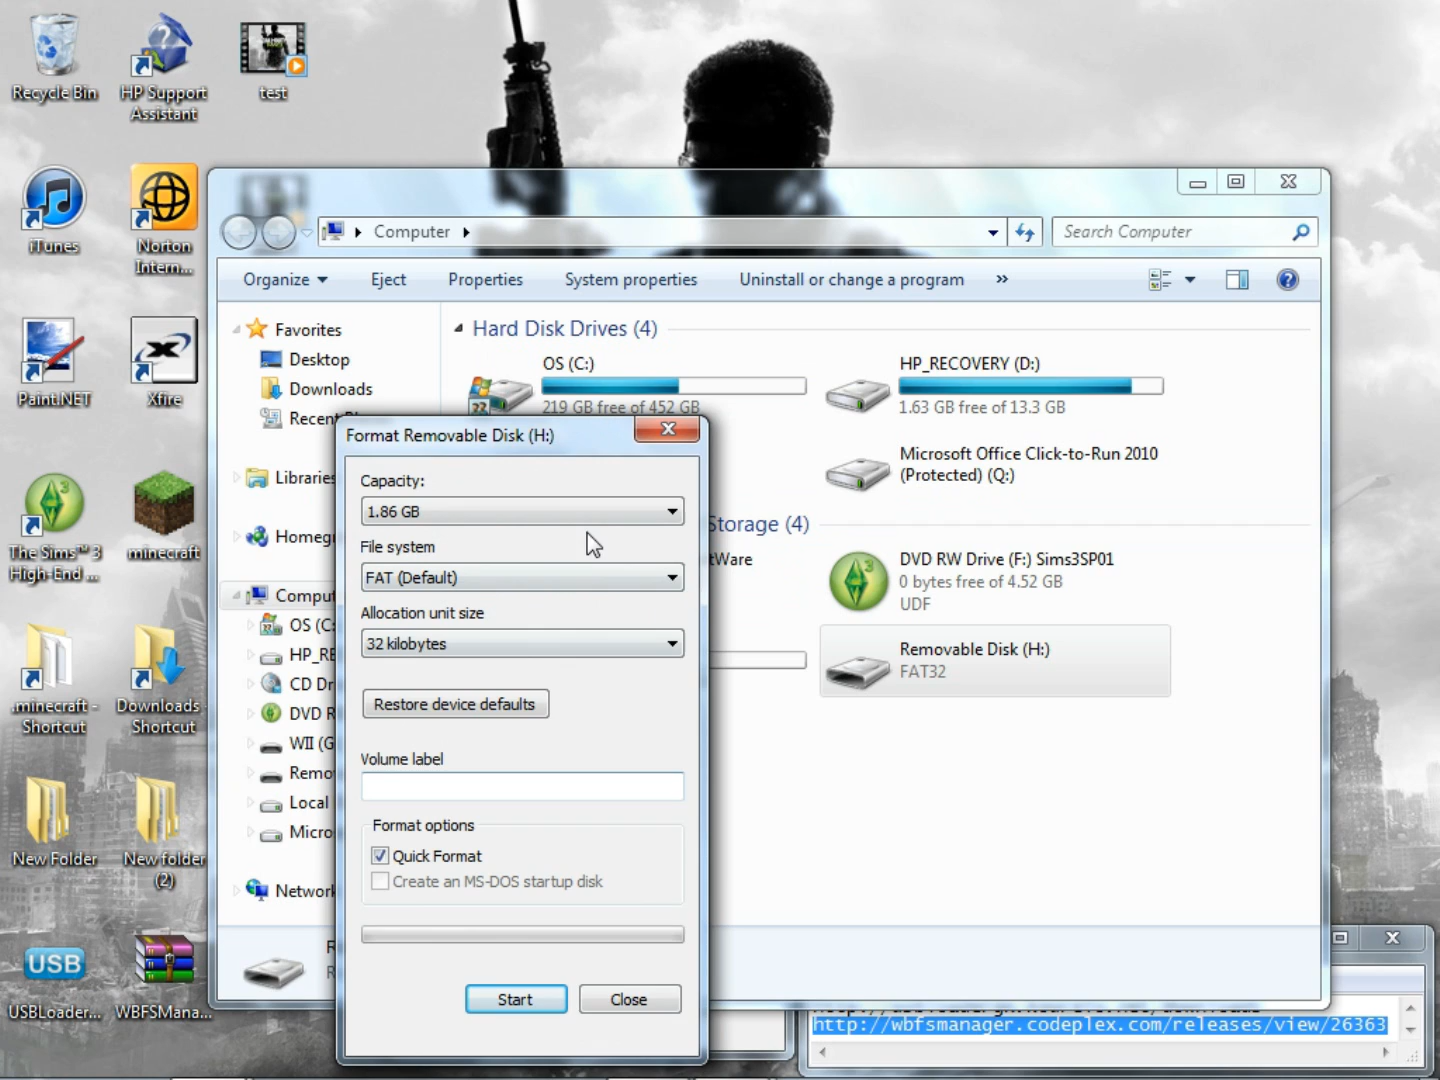 Recycle Bin
HP Support
Assistant
test
iTunes
Norton
Intern...
Paint.NET
Xfire
The Sims™ 3
High-End ...
minecraft
.minecraft -
Shortcut
Downloads -
Shortcut
New Folder
New folder
(2)
USB
USBLoader...
WBFSMana...
Computer
Search Computer
Organize
Eject
Properties
System properties
Uninstall or change a program
»
Favorites
Desktop
Downloads
Recent
Libraries
Homegr
Comput
OS (C:
HP_RE
CD Dr
DVD R
WII (G
Remo
Local
Micro
Network
Hard Disk Drives (4)
OS (C:)
219 GB free of 452 GB
HP_RECOVERY (D:)
1.63 GB free of 13.3 GB
Microsoft Office Click-to-Run 2010
(Protected) (Q:)
Storage (4)
tWare
DVD RW Drive (F:) Sims3SP01
0 bytes free of 4.52 GB
UDF
Removable Disk (H:)
FAT32
Format Removable Disk (H:)
Capacity:
1.86 GB
File system
FAT (Default)
Allocation unit size
32 kilobytes
Restore device defaults
Volume label
Format options
Quick Format
Create an MS-DOS startup disk
Start
Close
http://wbfsmanager.codeplex.com/releases/view/26363